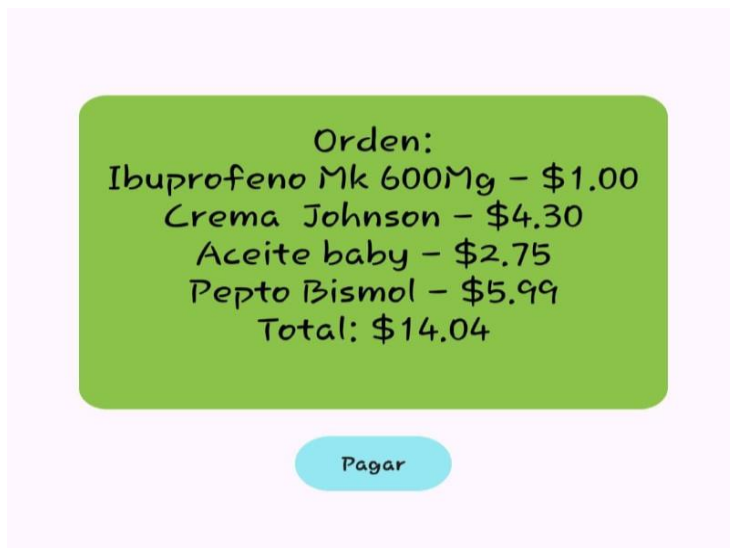 Orden:
Ibuprofeno Mk 600Mg – $1.00
Crema  Johnson – $4.30
Aceite baby – $2.75
Pepto Bismol – $5.99
Total: $14.04
Pagar